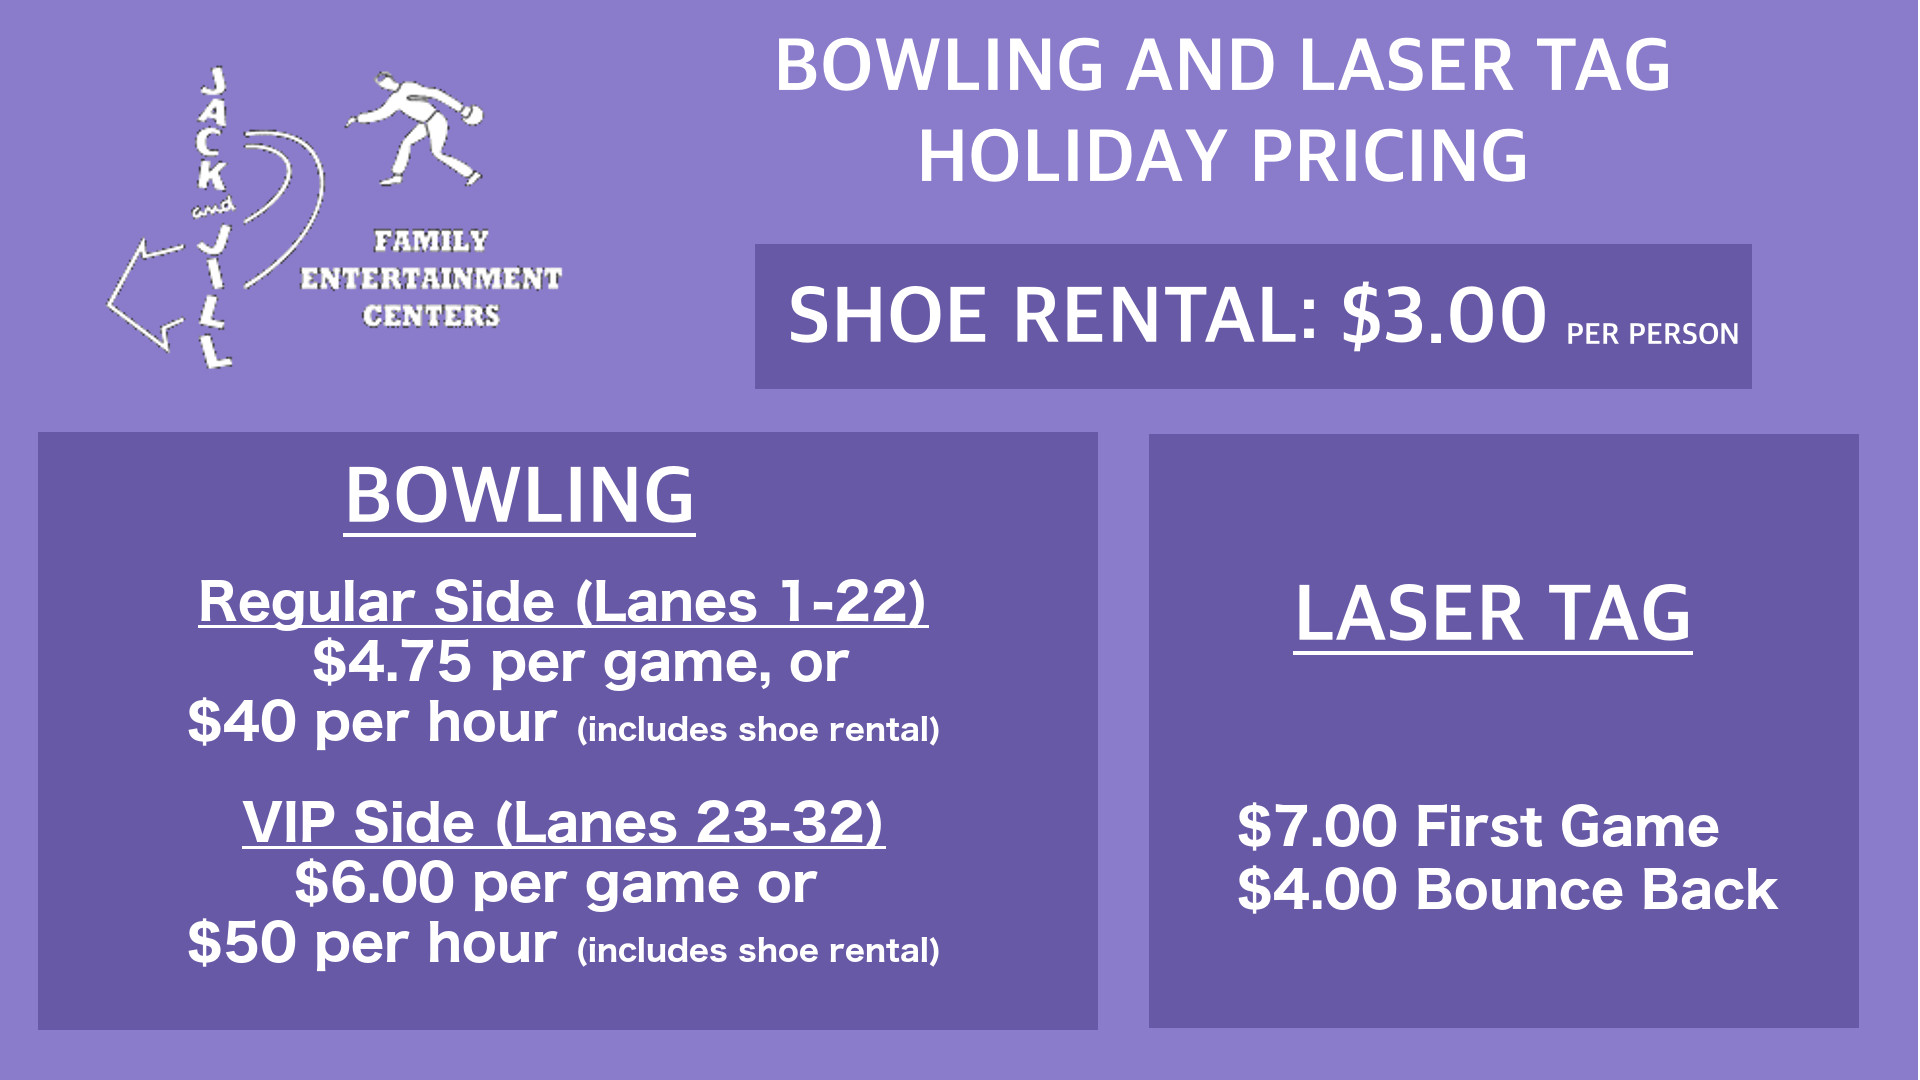 JACK and JILL
FAMILY
ENTERTAINMENT
CENTERS
BOWLING AND LASER TAG
HOLIDAY PRICING
SHOE RENTAL: $3.00 PER PERSON
BOWLING
Regular Side (Lanes 1-22)
$4.75 per game, or
$40 per hour (includes shoe rental)
VIP Side (Lanes 23-32)
$6.00 per game or
$50 per hour (includes shoe rental)
LASER TAG
$7.00 First Game
$4.00 Bounce Back